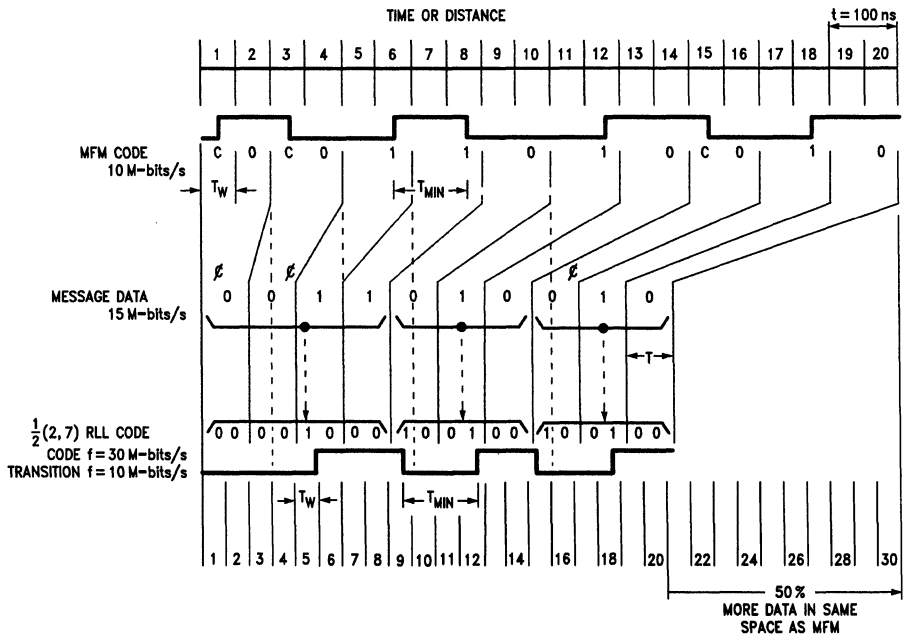 TIME OR DISTANCE
t = 100 ns
1 2 3 4 5 6 7 8 9 10 11 12 13 14 15 16 17 18 19 20
MFM CODE C 0 C 0 1 1 0 1 0 C 0 1 0
10 M-bits/s
TW TMIN
₵ ₵ ₵
MESSAGE DATA 0 0 1 1 0 1 0 0 1 0
15 M-bits/s
T
1/2 (2, 7) RLL CODE 0 0 0 0 1 0 0 0 1 0 0 1 0 0 1 0 0 1 0 0
CODE f = 30 M-bits/s
TRANSITION f = 10 M-bits/s
TW TMIN
1 2 3 4 5 6 7 8 9 10 11 12 14 16 18 20 22 24 26 28 30
50%
MORE DATA IN SAME
SPACE AS MFM